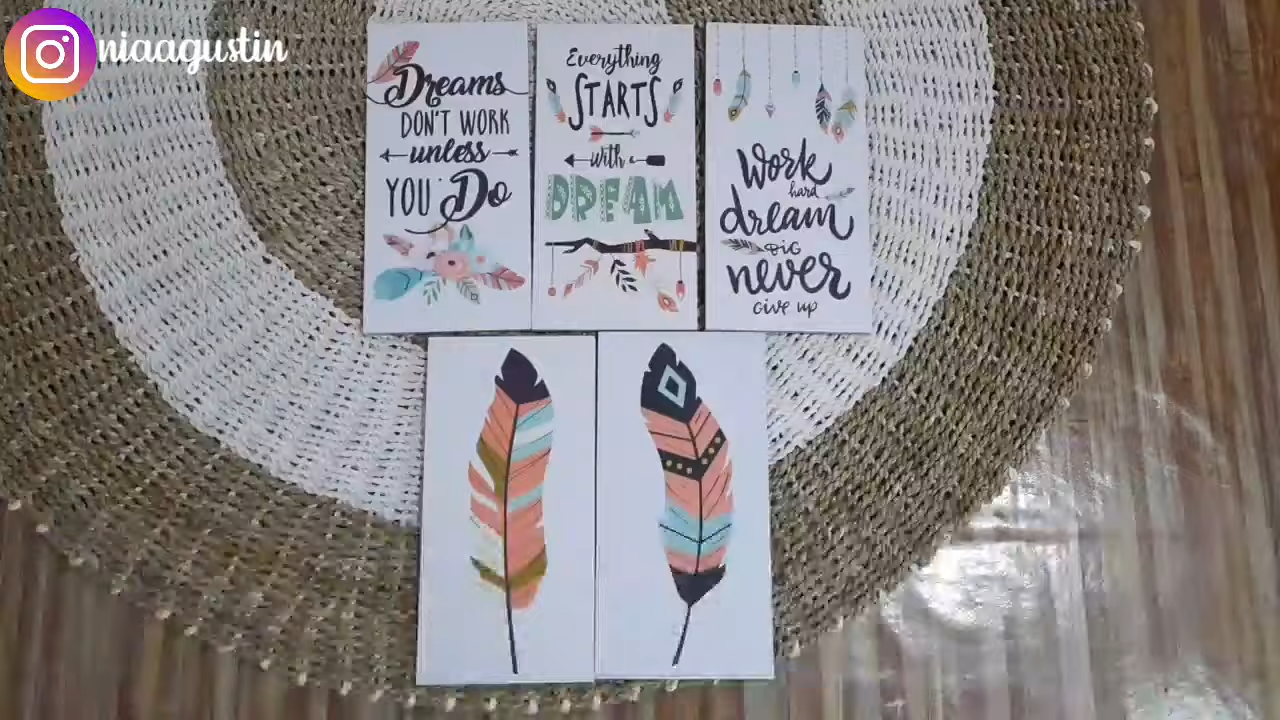 niaagustin
Dreams
DON'T WORK
unless
YOU Do
Everything
STARTS
with a
DREAM
Work
hard
dream
BIG
never
Give up